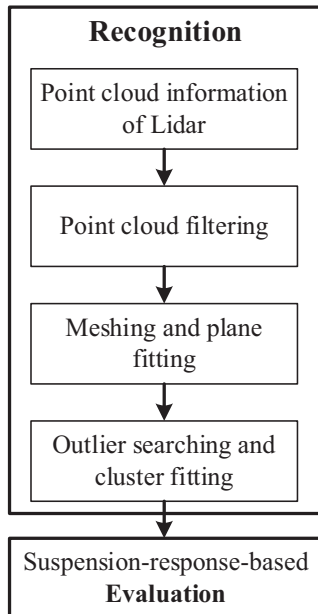 Recognition
Point cloud information
of Lidar
Point cloud filtering
Meshing and plane
fitting
Outlier searching and
cluster fitting
Suspension-response-based
Evaluation